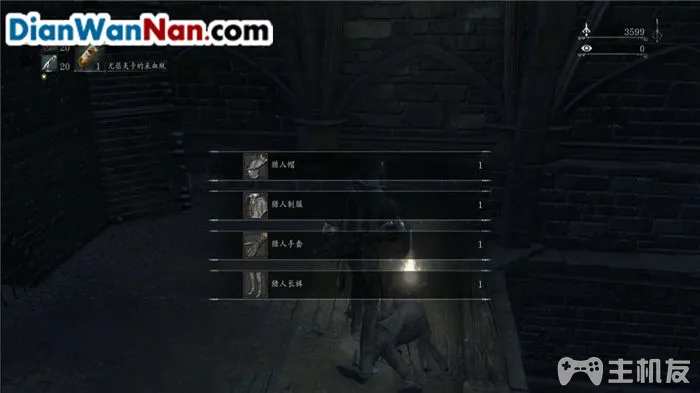 DianWanNan.com
20
20 1 尤瑟夫卡的采血瓶
3599
0
猎人帽 1
猎人制服 1
猎人手套 1
猎人长裤 1
主机友